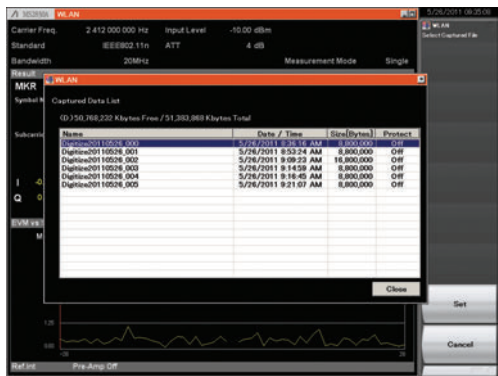 WLAN
5/26/2011 09:35:08
Carrier Freq. 2 412 000 000 Hz Input Level -10.00 dBm
Standard IEEE802.11n ATT 4 dB
Bandwidth 20MHz Measurement Mode Single
WLAN
Select Captured File
Result
MKR
WLAN
Captured Data List
(D:) 50,768,232 Kbytes Free / 51,383,868 Kbytes Total
Name Date / Time Size[Bytes] Protect
Digitize20110526_000 5/26/2011 8:36:16 AM 8,800,000 Off
Digitize20110526_001 5/26/2011 8:53:24 AM 8,800,000 Off
Digitize20110526_002 5/26/2011 9:09:23 AM 16,800,000 Off
Digitize20110526_003 5/26/2011 9:14:59 AM 8,800,000 Off
Digitize20110526_004 5/26/2011 9:16:45 AM 8,800,000 Off
Digitize20110526_005 5/26/2011 9:21:07 AM 8,800,000 Off
Symbol
Subcarrie
I
Q
EVM vs
M
Close
Set
Cancel
Ref.Int Pre-Amp Off